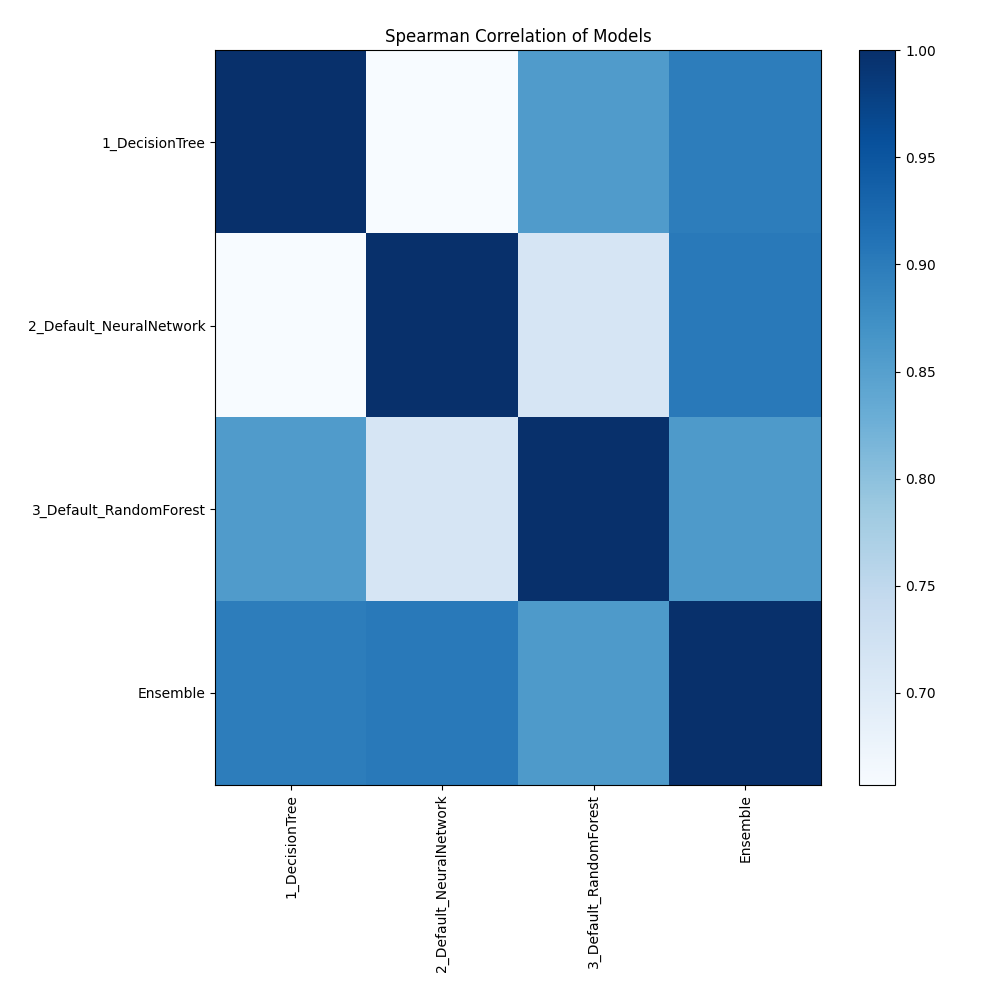 Spearman Correlation of Models
1_DecisionTree
2_Default_NeuralNetwork
3_Default_RandomForest
Ensemble
1_DecisionTree
2_Default_NeuralNetwork
3_Default_RandomForest
Ensemble
1.00
0.95
0.90
0.85
0.80
0.75
0.70